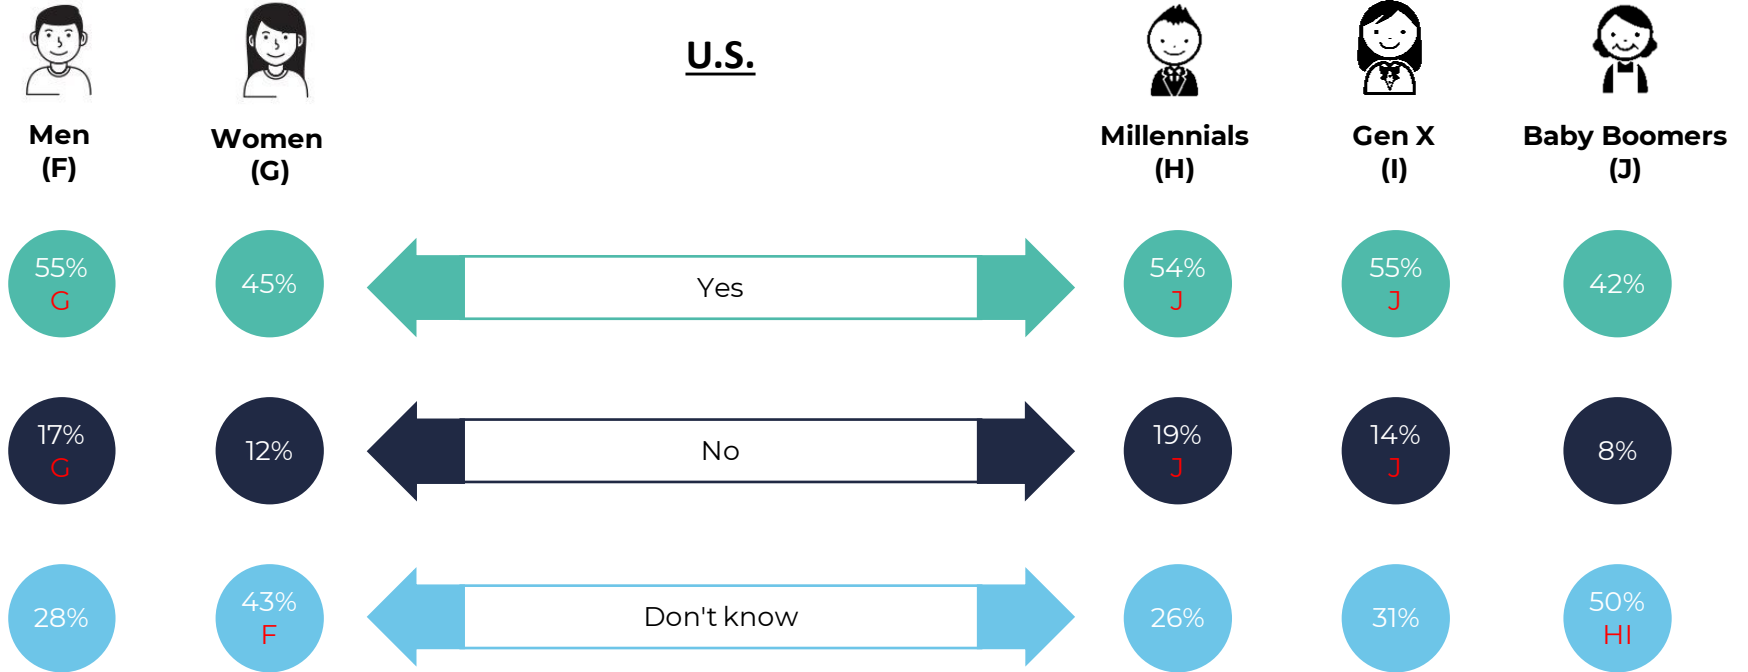 U.S.
Men
(F)
Women
(G)
Millennials
(H)
Gen X
(I)
Baby Boomers
(J)
55%
G
45%
Yes
54%
J
55%
J
42%
17%
G
12%
No
19%
J
14%
J
8%
28%
43%
F
Don't know
26%
31%
50%
HI